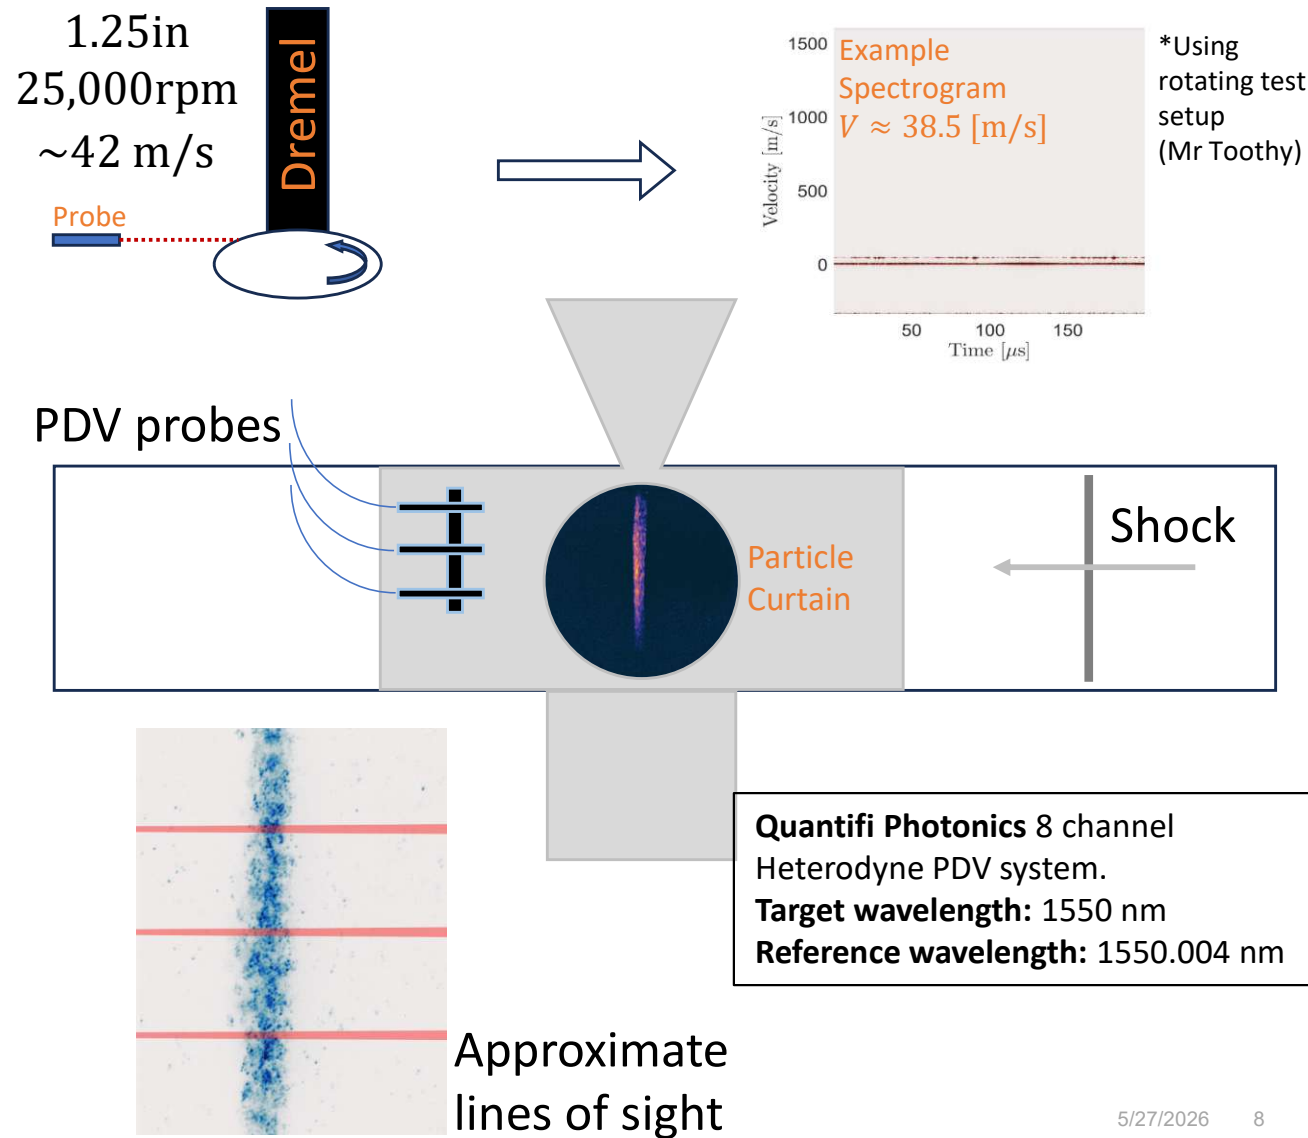 1.25in
25,000rpm
~42 m/s
Dremel
Probe
1500
1000
500
0
Velocity [m/s]
Example
Spectrogram
V ≈ 38.5 [m/s]
50 100 150
Time [μs]
*Using
rotating test
setup
(Mr Toothy)
PDV probes
Particle
Curtain
Shock
Quantifi Photonics 8 channel
Heterodyne PDV system.
Target wavelength: 1550 nm
Reference wavelength: 1550.004 nm
Approximate
lines of sight
5/27/2026 8